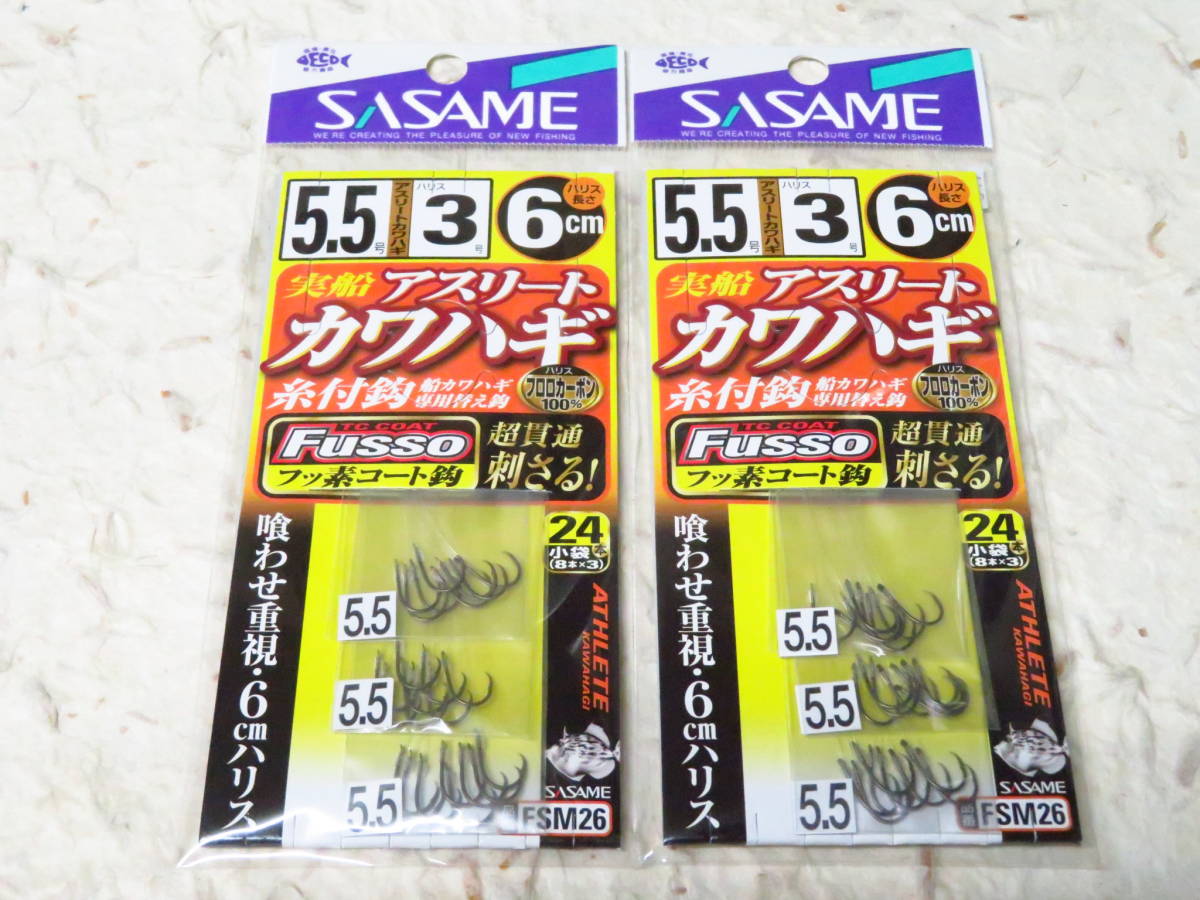 ECO
SASAME
WE'RE CREATING THE PLEASURE OF NEW FISHING
5.5号
アスリートカワハギ
ハリス
3号
6cm
ハリス
長さ
実船 アスリート
カワハギ
糸付鈎
船カワハギ
専用替え鈎
ハリス
フロロカーボン
100%
TC COAT
Fusso
フッ素コート鈎
超貫通
刺さる!
喰わせ重視・6cmハリス
24本
小袋
(8本×3)
ATHLETE
KAWAHAGI
5.5
5.5
5.5
SASAME
FSM26
ECO
SASAME
WE'RE CREATING THE PLEASURE OF NEW FISHING
5.5号
アスリートカワハギ
ハリス
3号
6cm
ハリス
長さ
実船 アスリート
カワハギ
糸付鈎
船カワハギ
専用替え鈎
ハリス
フロロカーボン
100%
TC COAT
Fusso
フッ素コート鈎
超貫通
刺さる!
喰わせ重視・6cmハリス
24本
小袋
(8本×3)
ATHLETE
KAWAHAGI
5.5
5.5
5.5
SASAME
品番 FSM26